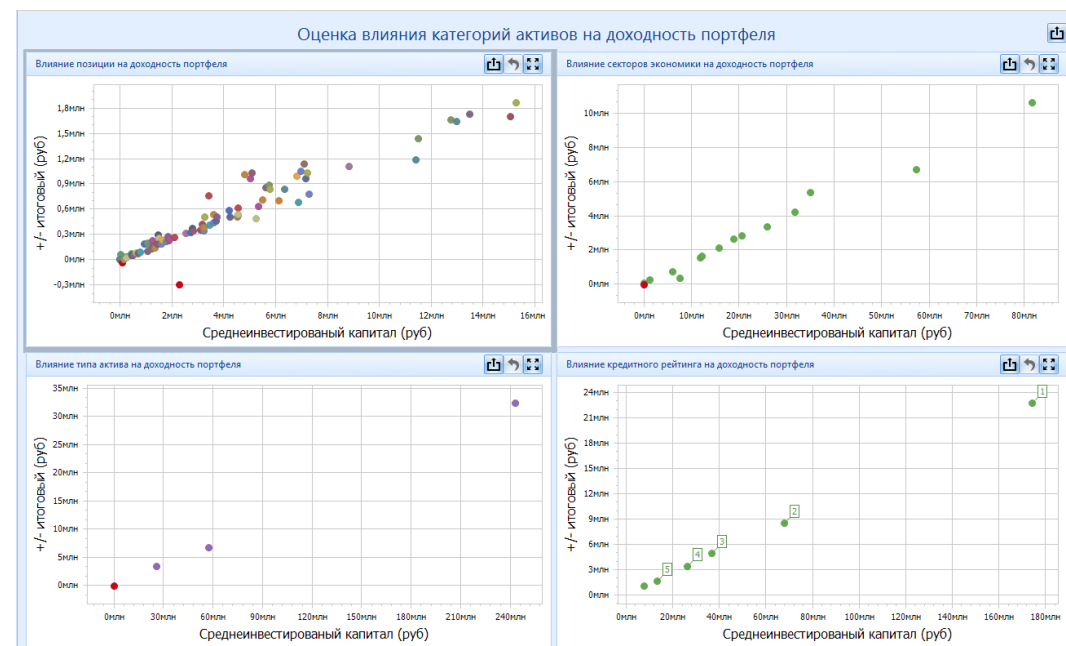 Оценка влияния категорий активов на доходность портфеля
Влияние позиции на доходность портфеля
+/- итоговый (руб)
1,8млн
1,5млн
1,2млн
0,9млн
0,6млн
0,3млн
0млн
-0,3млн
0млн 2млн 4млн 6млн 8млн 10млн 12млн 14млн 16млн
Среднеинвестированый капитал (руб)
Влияние секторов экономики на доходность портфеля
+/- итоговый (руб)
10млн
8млн
6млн
4млн
2млн
0млн
0млн 10млн 20млн 30млн 40млн 50млн 60млн 70млн 80млн
Среднеинвестированый капитал (руб)
Влияние типа актива на доходность портфеля
+/- итоговый (руб)
35млн
30млн
25млн
20млн
15млн
10млн
5млн
0млн
0млн 30млн 60млн 90млн 120млн 150млн 180млн 210млн 240млн
Среднеинвестированый капитал (руб)
Влияние кредитного рейтинга на доходность портфеля
+/- итоговый (руб)
24млн
21млн
18млн
15млн
12млн
9млн
6млн
3млн
0млн
1
2
3
4
5
0млн 20млн 40млн 60млн 80млн 100млн 120млн 140млн 160млн 180млн
Среднеинвестированый капитал (руб)